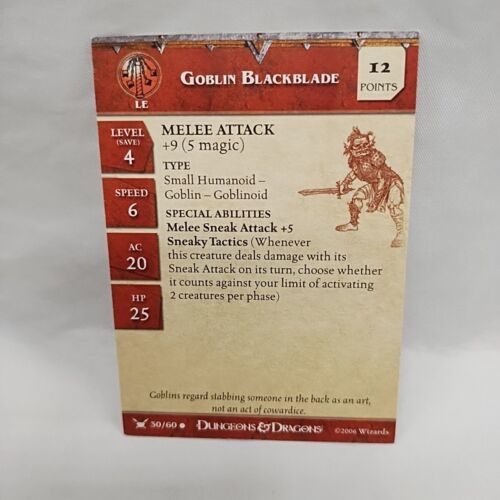 GOBLIN BLACKBLADE
12
POINTS
LE
LEVEL
(SAVE)
4
SPEED
6
AC
20
HP
25
MELEE ATTACK
+9 (5 magic)
TYPE
Small Humanoid –
Goblin – Goblinoid
SPECIAL ABILITIES
Melee Sneak Attack +5
Sneaky Tactics (Whenever
this creature deals damage with its
Sneak Attack on its turn, choose whether
it counts against your limit of activating
2 creatures per phase)
Goblins regard stabbing someone in the back as an art,
not an act of cowardice.
30/60 ● DUNGEONS & DRAGONS ©2006 Wizards